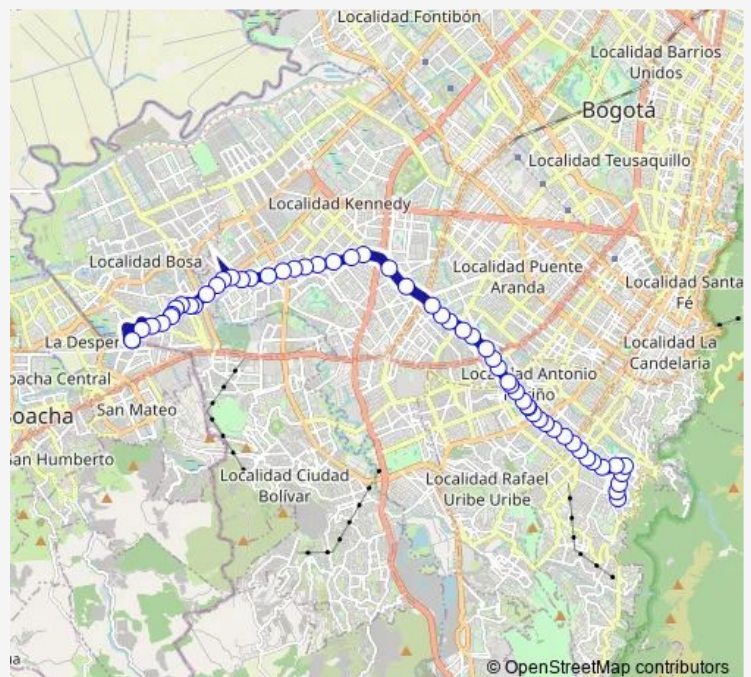 Localidad Fontibón
Localidad Barrios
Unidos
Bogotá
Localidad Teusaquillo
Localidad Kennedy
Localidad Bosa
Localidad Puente
Aranda
Localidad Santa
Fé
La Desper
Localidad La
Candelaria
oacha Central
Localidad Antonio
iño
San Mateo
oacha
an Humberto
Localidad Ciudad
Bolívar
Localidad Rafael
Uribe Uribe
ia
© OpenStreetMap contributors